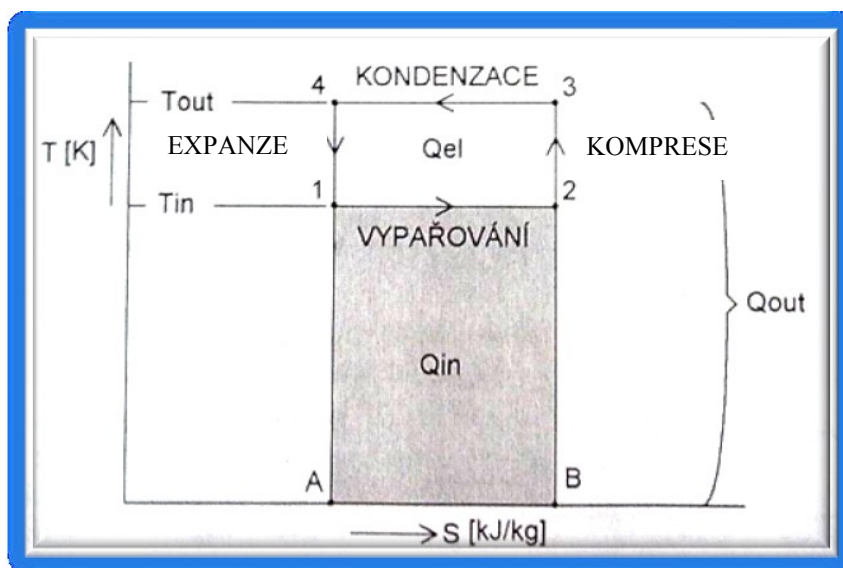 4 KONDENZACE 3
Tout
EXPANZE Qel KOMPRESE
T [K]
1 2
Tin
VYPAŘOVÁNÍ
Qout
Qin
A B
S [kJ/kg]